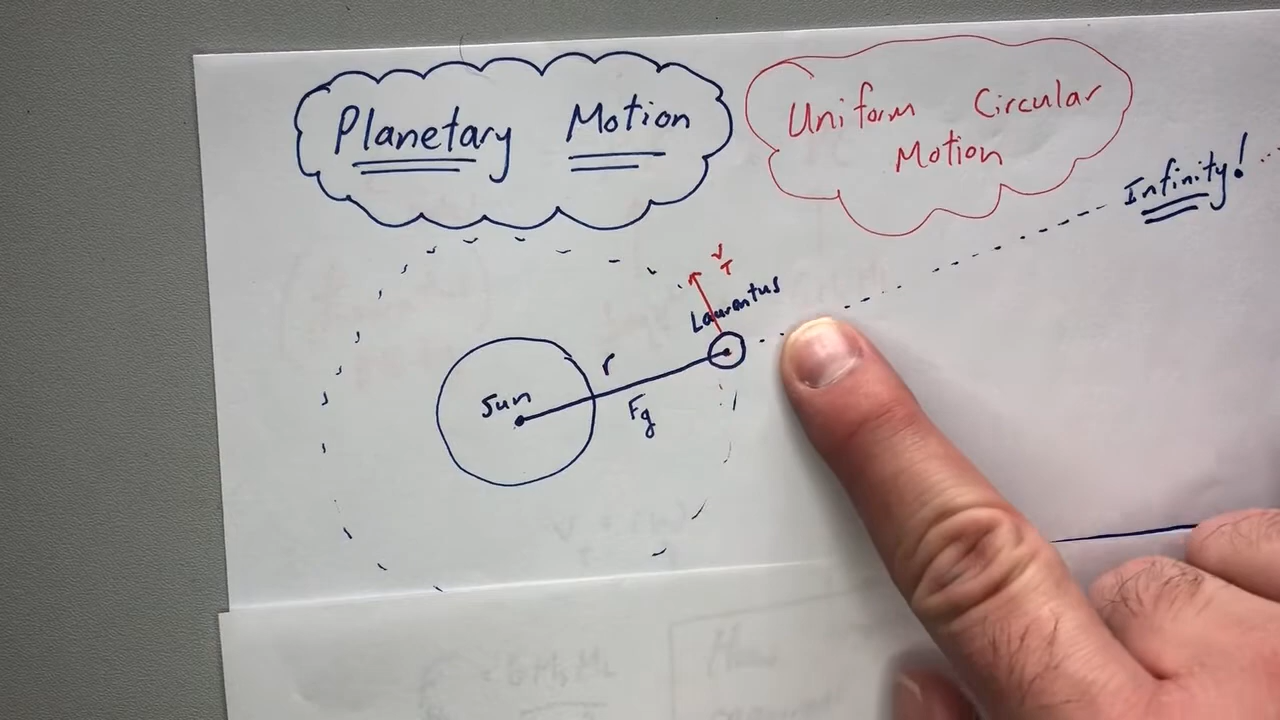 Planetary Motion
Uniform Circular
Motion
Infinity!
V
T
Laurentus
r
Sun
Fg